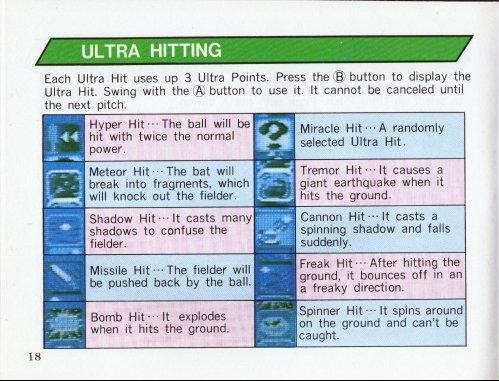 ULTRA HITTING
Each Ultra Hit uses up 3 Ultra Points. Press the Ⓑ button to display the
Ultra Hit. Swing with the Ⓐ button to use it. It cannot be canceled until
the next pitch.
Hyper Hit··· The ball will be
hit with twice the normal
power.
Miracle Hit··· A randomly
selected Ultra Hit.
Meteor Hit··· The bat will
break into fragments, which
will knock out the fielder.
Tremor Hit··· It causes a
giant earthquake when it
hits the ground.
Shadow Hit··· It casts many
shadows to confuse the
fielder.
Cannon Hit··· It casts a
spinning shadow and falls
suddenly.
Missile Hit··· The fielder will
be pushed back by the ball.
Freak Hit··· After hitting the
ground, it bounces off in an
a freaky direction.
Bomb Hit··· It explodes
when it hits the ground.
Spinner Hit··· It spins around
on the ground and can't be
caught.
18